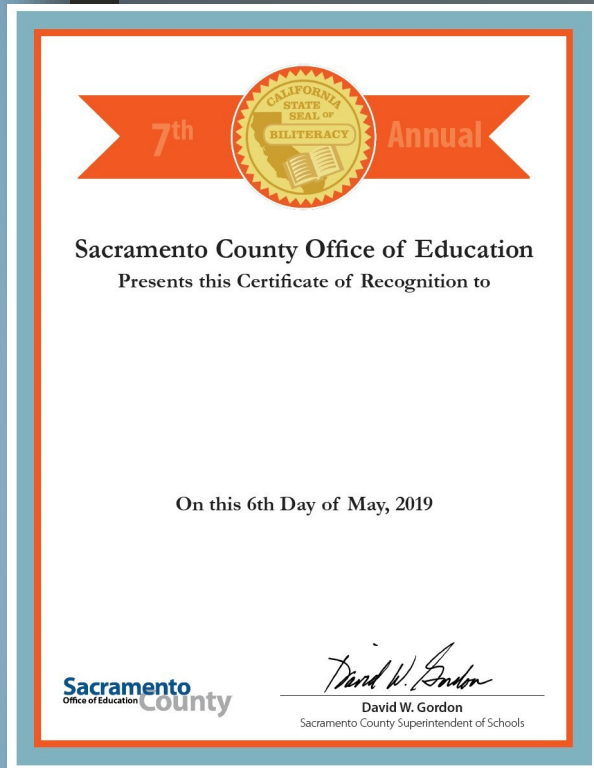 7th Annual
CALIFORNIA
STATE
SEAL OF
BILITERACY
Sacramento County Office of Education
Presents this Certificate of Recognition to
On this 6th Day of May, 2019
David W. Gordon
Sacramento
Office of Education County
David W. Gordon
Sacramento County Superintendent of Schools